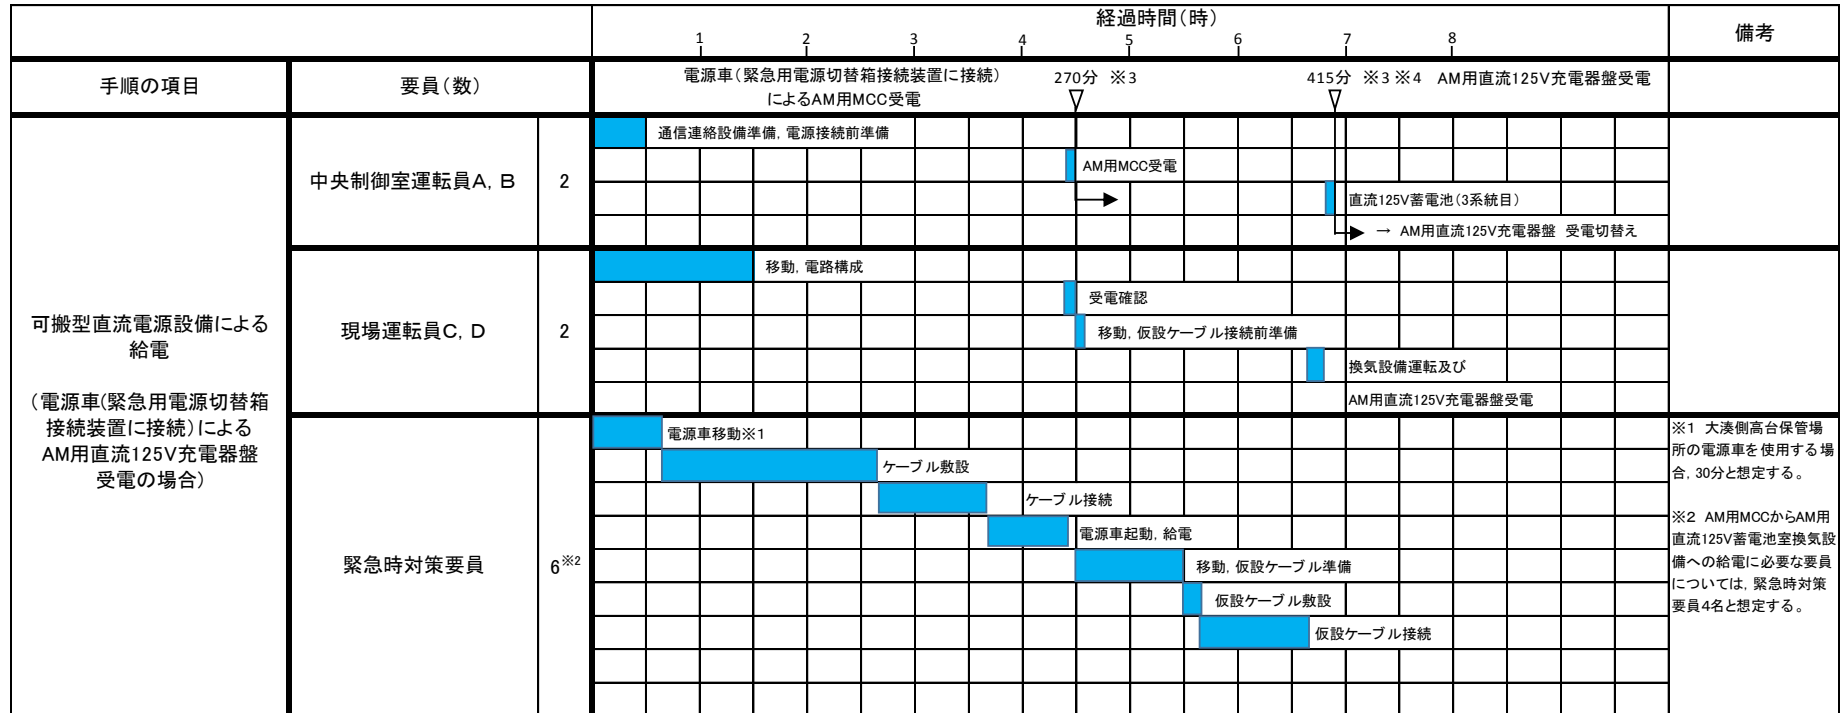 経過時間(時)
備考
1 2 3 4 5 6 7 8
手順の項目
要員(数)
電源車(緊急用電源切替箱接続装置に接続)
によるAM用MCC受電
270分 ※3
415分 ※3 ※4 AM用直流125V充電器盤受電
通信連絡設備準備, 電源接続前準備
AM用MCC受電
中央制御室運転員A, B
2
直流125V蓄電池(3系統目)
→ AM用直流125V充電器盤 受電切替え
移動, 電路構成
受電確認
現場運転員C, D
2
移動, 仮設ケーブル接続前準備
換気設備運転及び
AM用直流125V充電器盤受電
可搬型直流電源設備による
給電
(電源車(緊急用電源切替箱
接続装置に接続)による
AM用直流125V充電器盤
受電の場合)
電源車移動※1
ケーブル敷設
ケーブル接続
電源車起動, 給電
緊急時対策要員
6※2
移動, 仮設ケーブル準備
仮設ケーブル敷設
仮設ケーブル接続
※1 大湊側高台保管場
所の電源車を使用する場
合, 30分と想定する。
※2 AM用MCCからAM用
直流125V蓄電池室換気設
備への給電に必要な要員
については, 緊急時対策
要員4名と想定する。